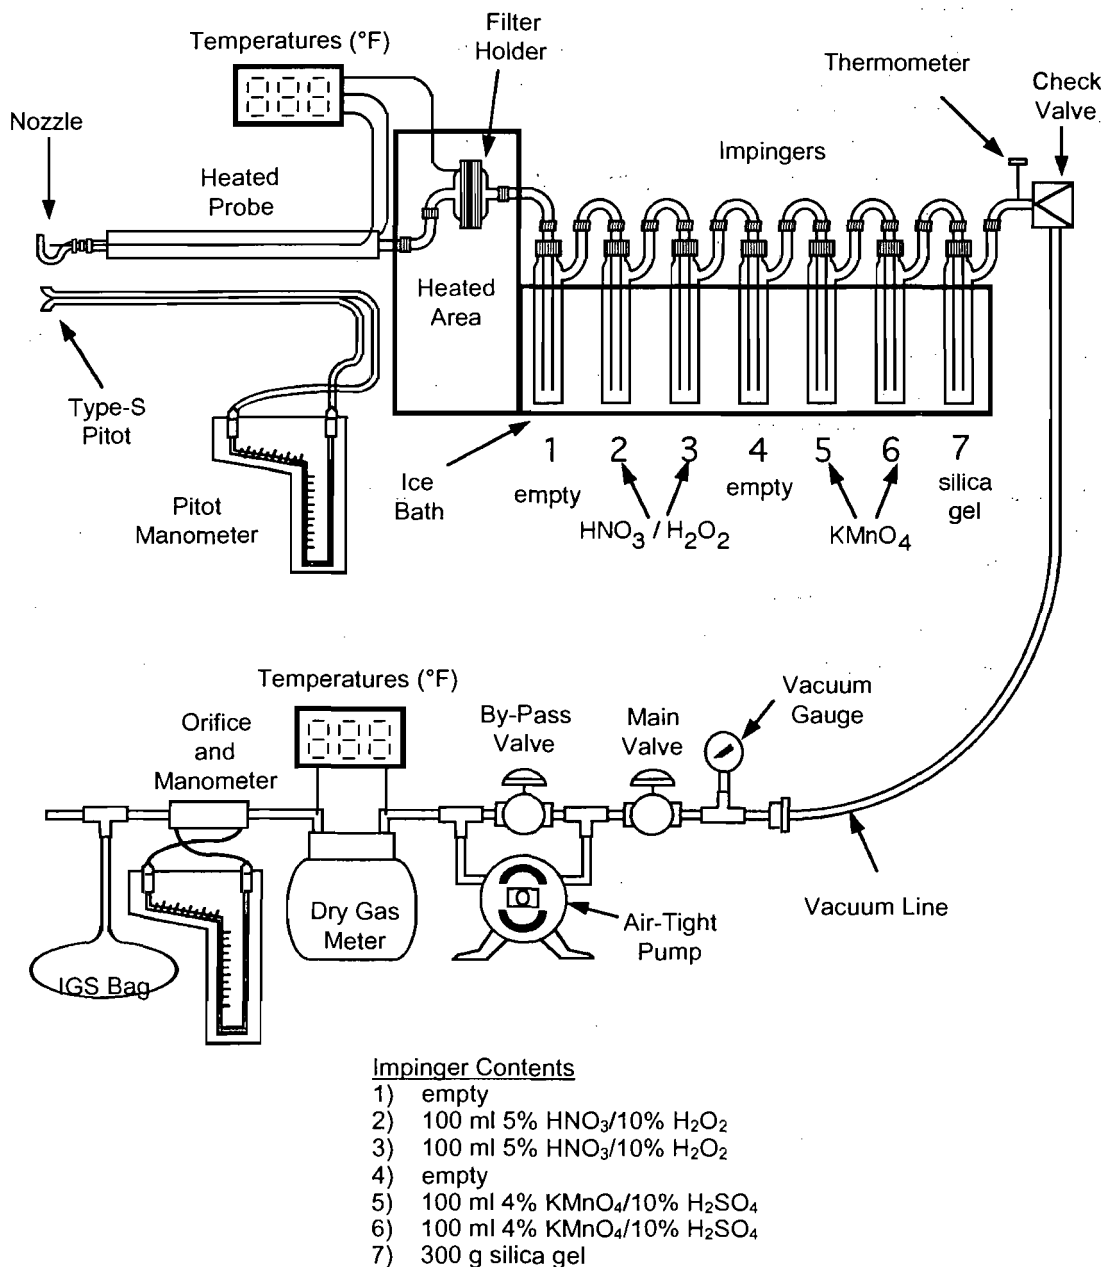 Temperatures (°F)
Filter
Holder
Thermometer
Check
Valve
Nozzle
Heated
Probe
Impingers
Heated
Area
Type-S
Pitot
Pitot
Manometer
Ice
Bath
1 2 3 4 5 6 7
empty empty silica
gel
HNO3 / H2O2 KMnO4
Temperatures (°F)
Orifice
and
Manometer
By-Pass
Valve
Main
Valve
Vacuum
Gauge
Dry Gas
Meter
Air-Tight
Pump
Vacuum Line
IGS Bag
Impinger Contents
1) empty
2) 100 ml 5% HNO3/10% H2O2
3) 100 ml 5% HNO3/10% H2O2
4) empty
5) 100 ml 4% KMnO4/10% H2SO4
6) 100 ml 4% KMnO4/10% H2SO4
7) 300 g silica gel